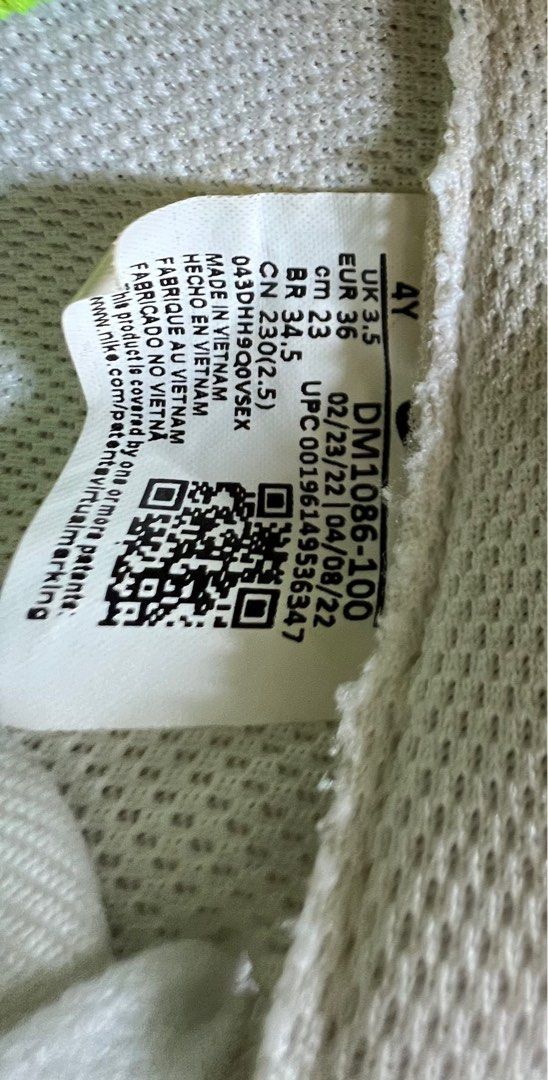 4Y
UK 3.5
EUR 36
cm 23
BR 34.5
CN 230(2.5)
DM1086-100
02/23/22 | 04/08/22
UPC 00196149536347
043DHH9Q0VSEX
MADE IN VIETNAM
HECHO EN VIETNAM
FABRIQUE AU VIETNAM
FABRICADO NO VIETNÃ
This product is covered by one or more patents:
www.nike.com/patentsvirtualmarking